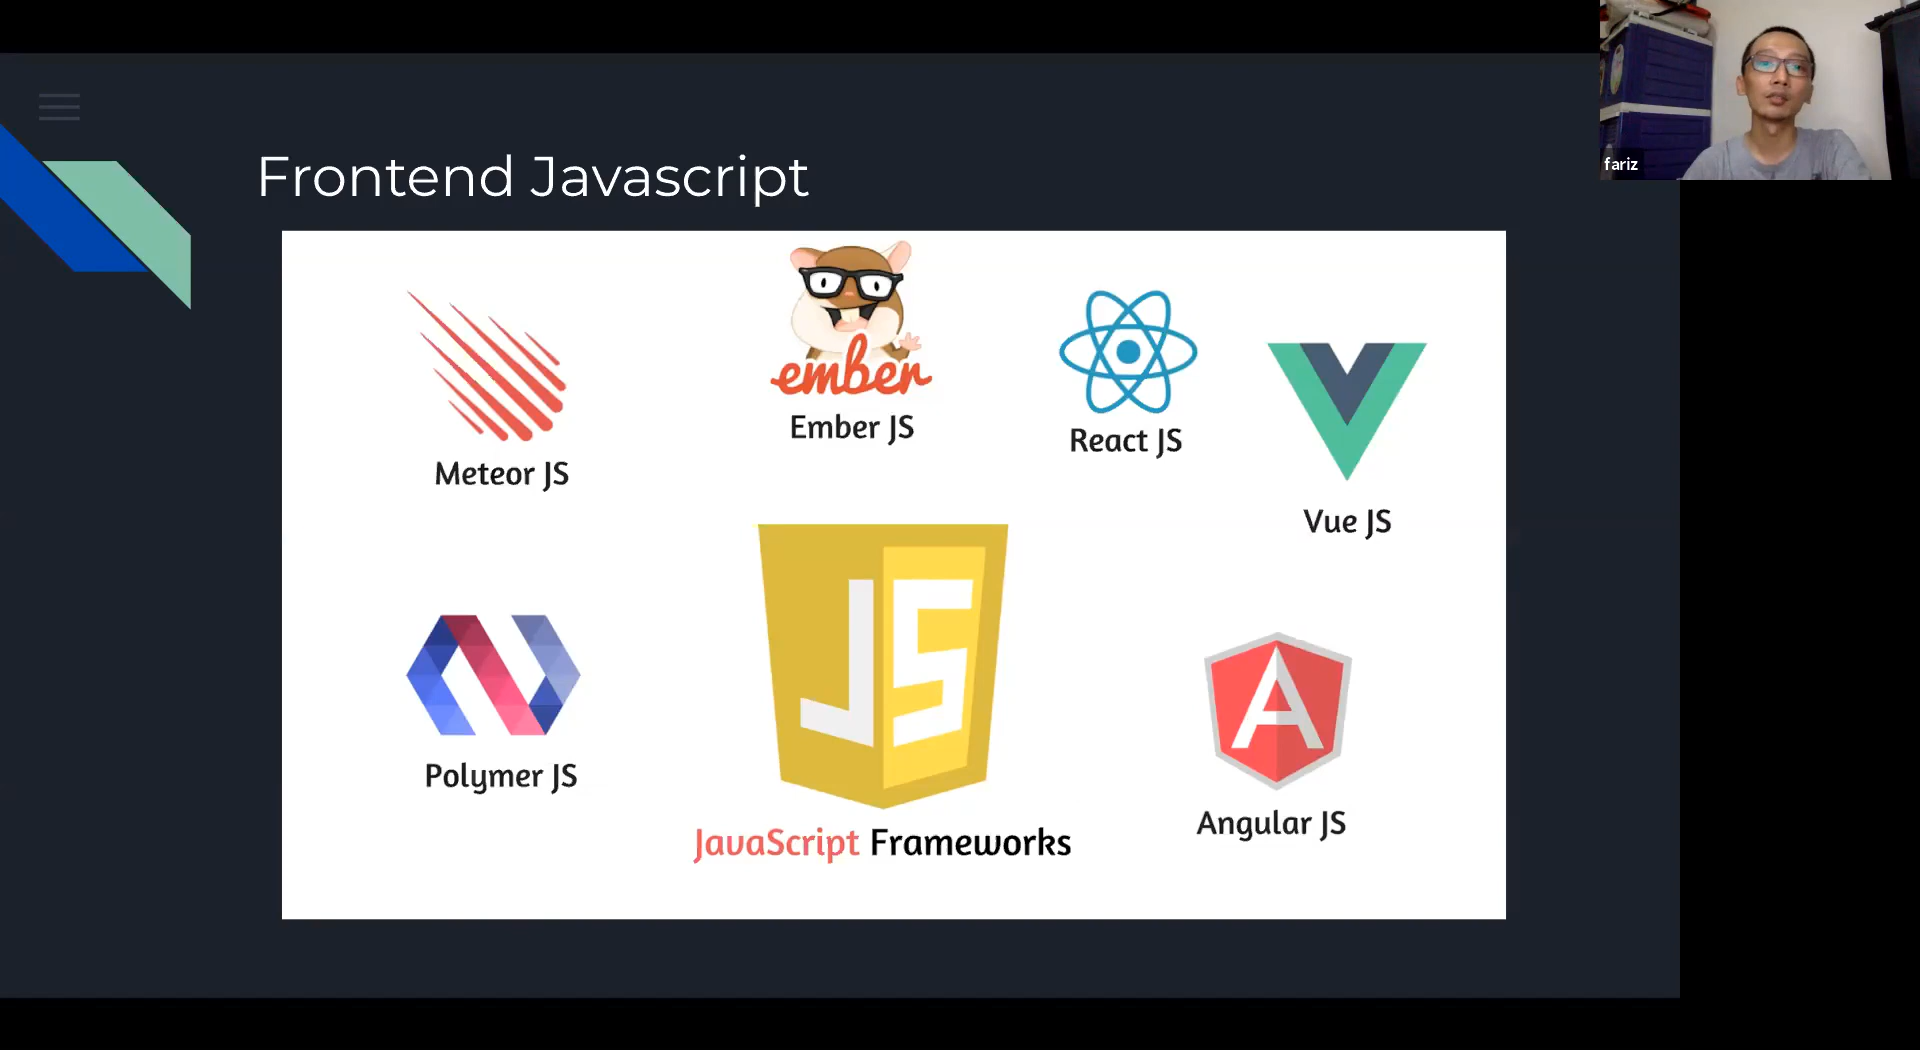 fariz
Frontend Javascript
ember
Ember JS
React JS
Meteor JS
Vue JS
JS
Polymer JS
A
Angular JS
JavaScript Frameworks